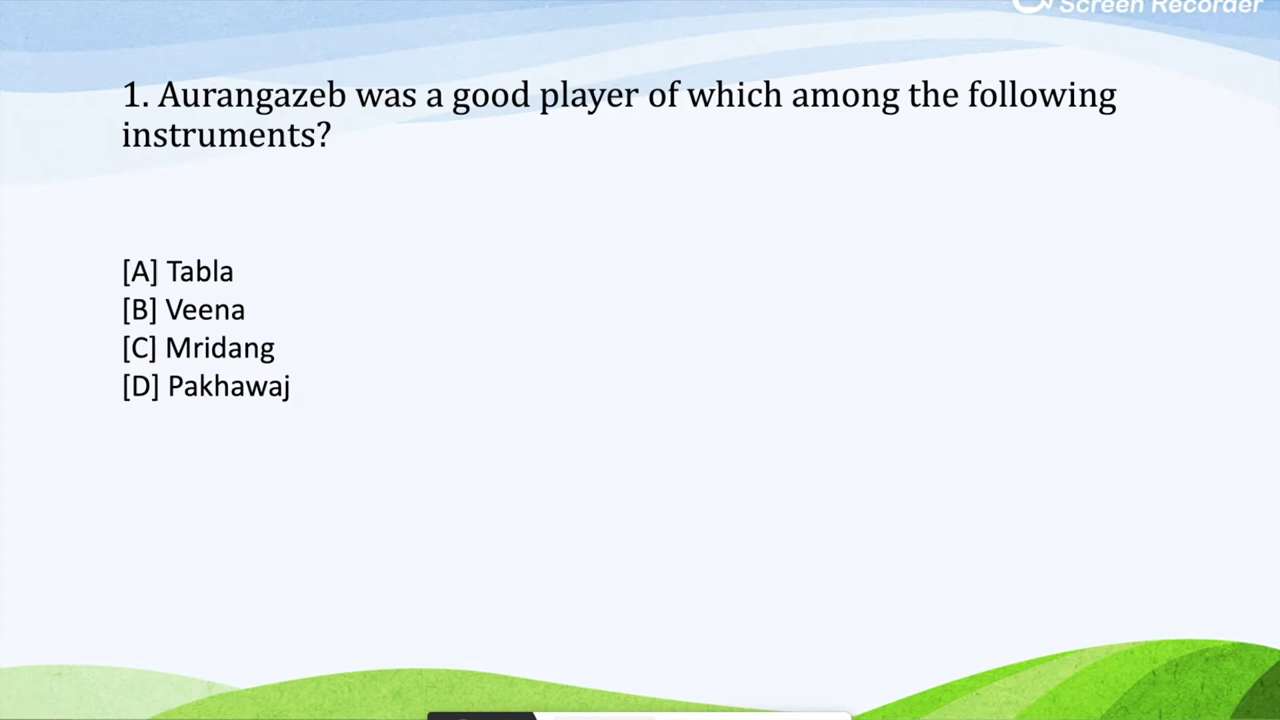 Screen Recorder
1. Aurangazeb was a good player of which among the following
instruments?
[A] Tabla
[B] Veena
[C] Mridang
[D] Pakhawaj